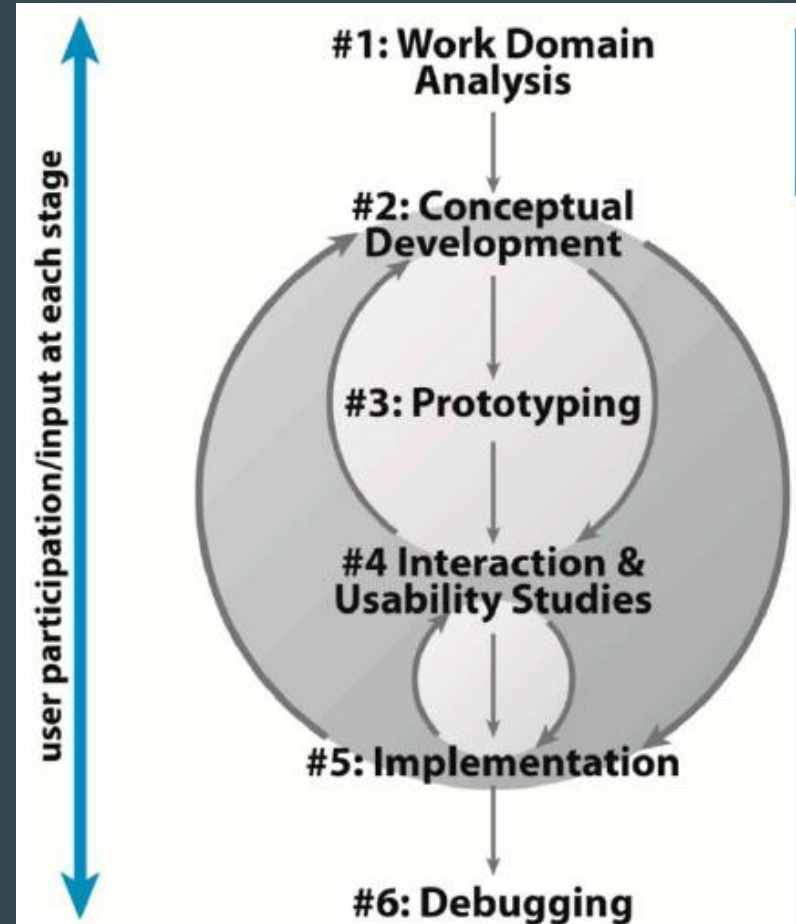 #1: Work Domain
Analysis
#2: Conceptual
Development
#3: Prototyping
#4 Interaction &
Usability Studies
#5: Implementation
#6: Debugging
user participation/input at each stage